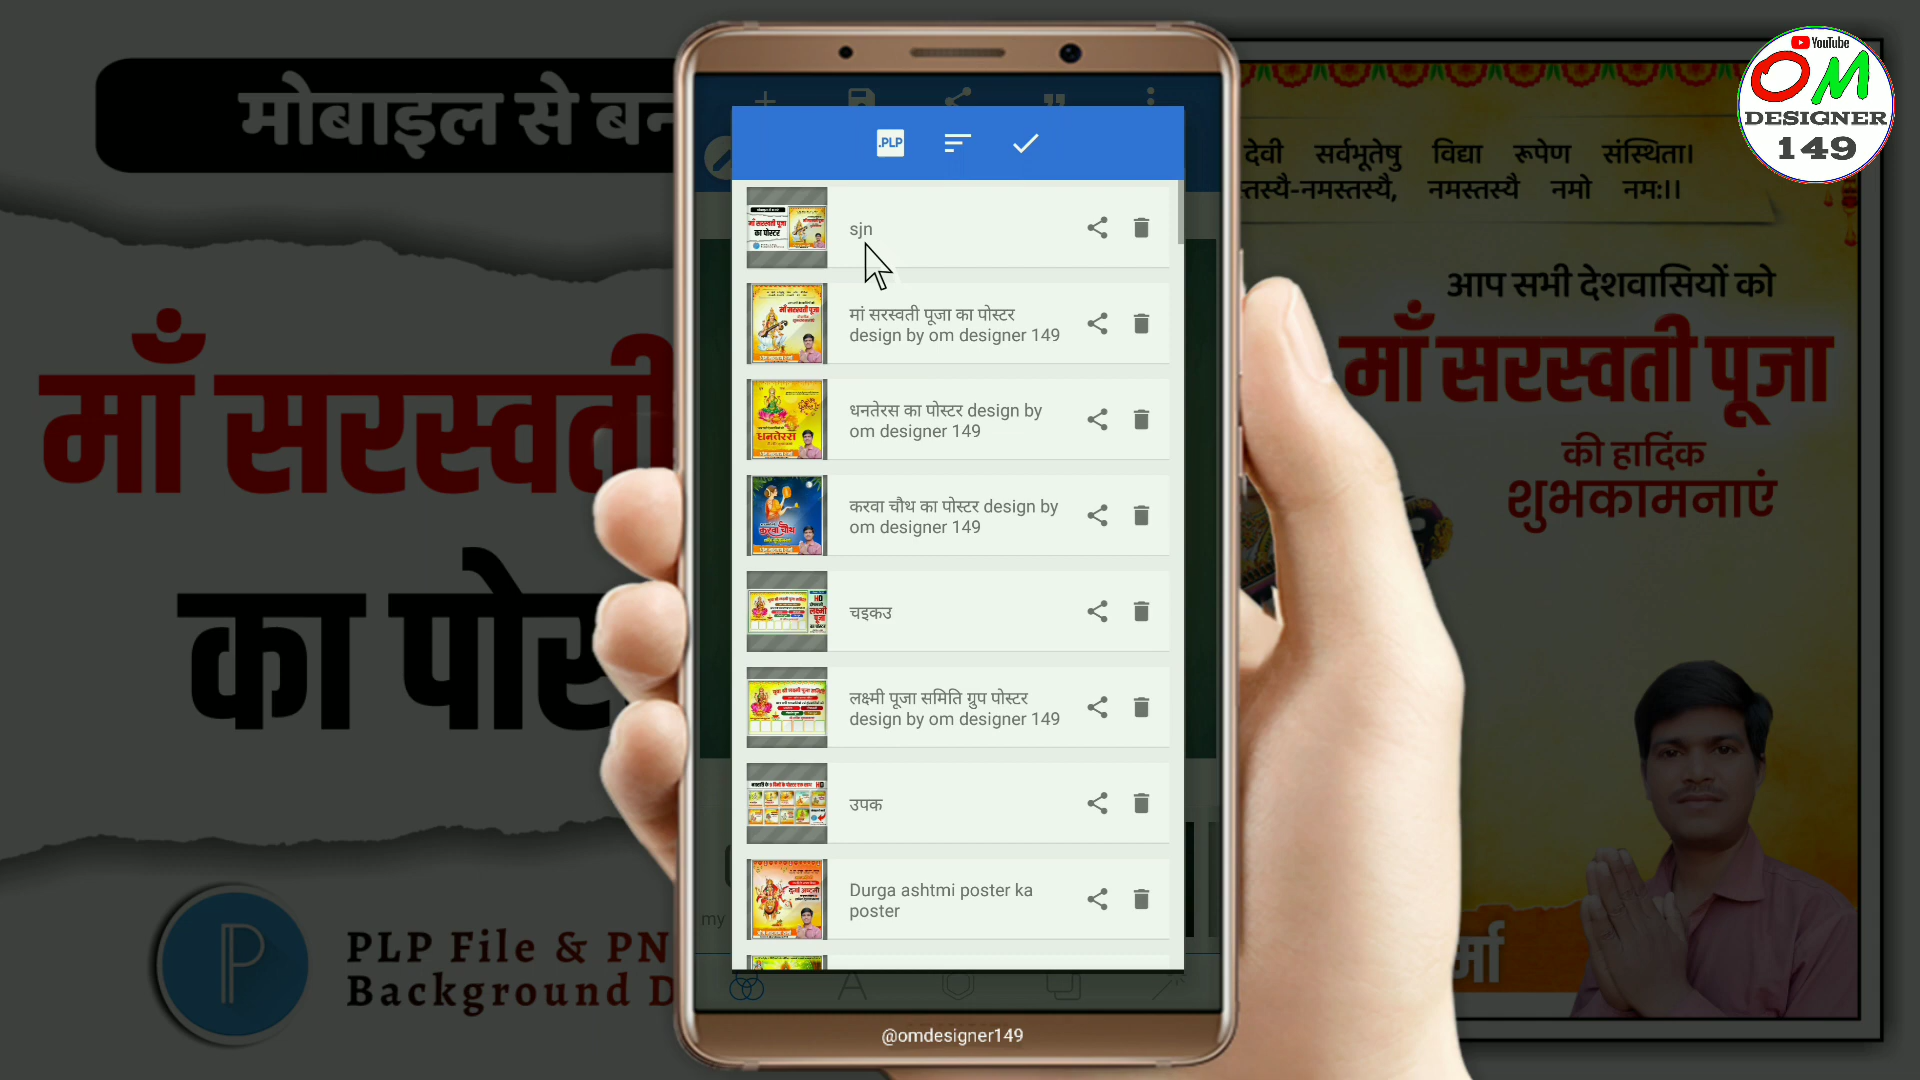 मोबाइल से बन
माँ सरस्वती
का पोस
PLP File & PN
Background D
.PLP
sjn
मां सरस्वती पूजा का पोस्टर
design by om designer 149
धनतेरस का पोस्टर design by
om designer 149
करवा चौथ का पोस्टर design by
om designer 149
चइकउ
लक्ष्मी पूजा समिति ग्रुप पोस्टर
design by om designer 149
उपक
Durga ashtmi poster ka
poster
my
@omdesigner149
YouTube
OM
DESIGNER
149
देवी सर्वभूतेषु विद्या रूपेण संस्थिता।
स्तस्यै-नमस्तस्यै, नमस्तस्यै नमो नमः।।
आप सभी देशवासियों को
माँ सरस्वती पूजा
की हार्दिक
शुभकामनाएं
र्मा